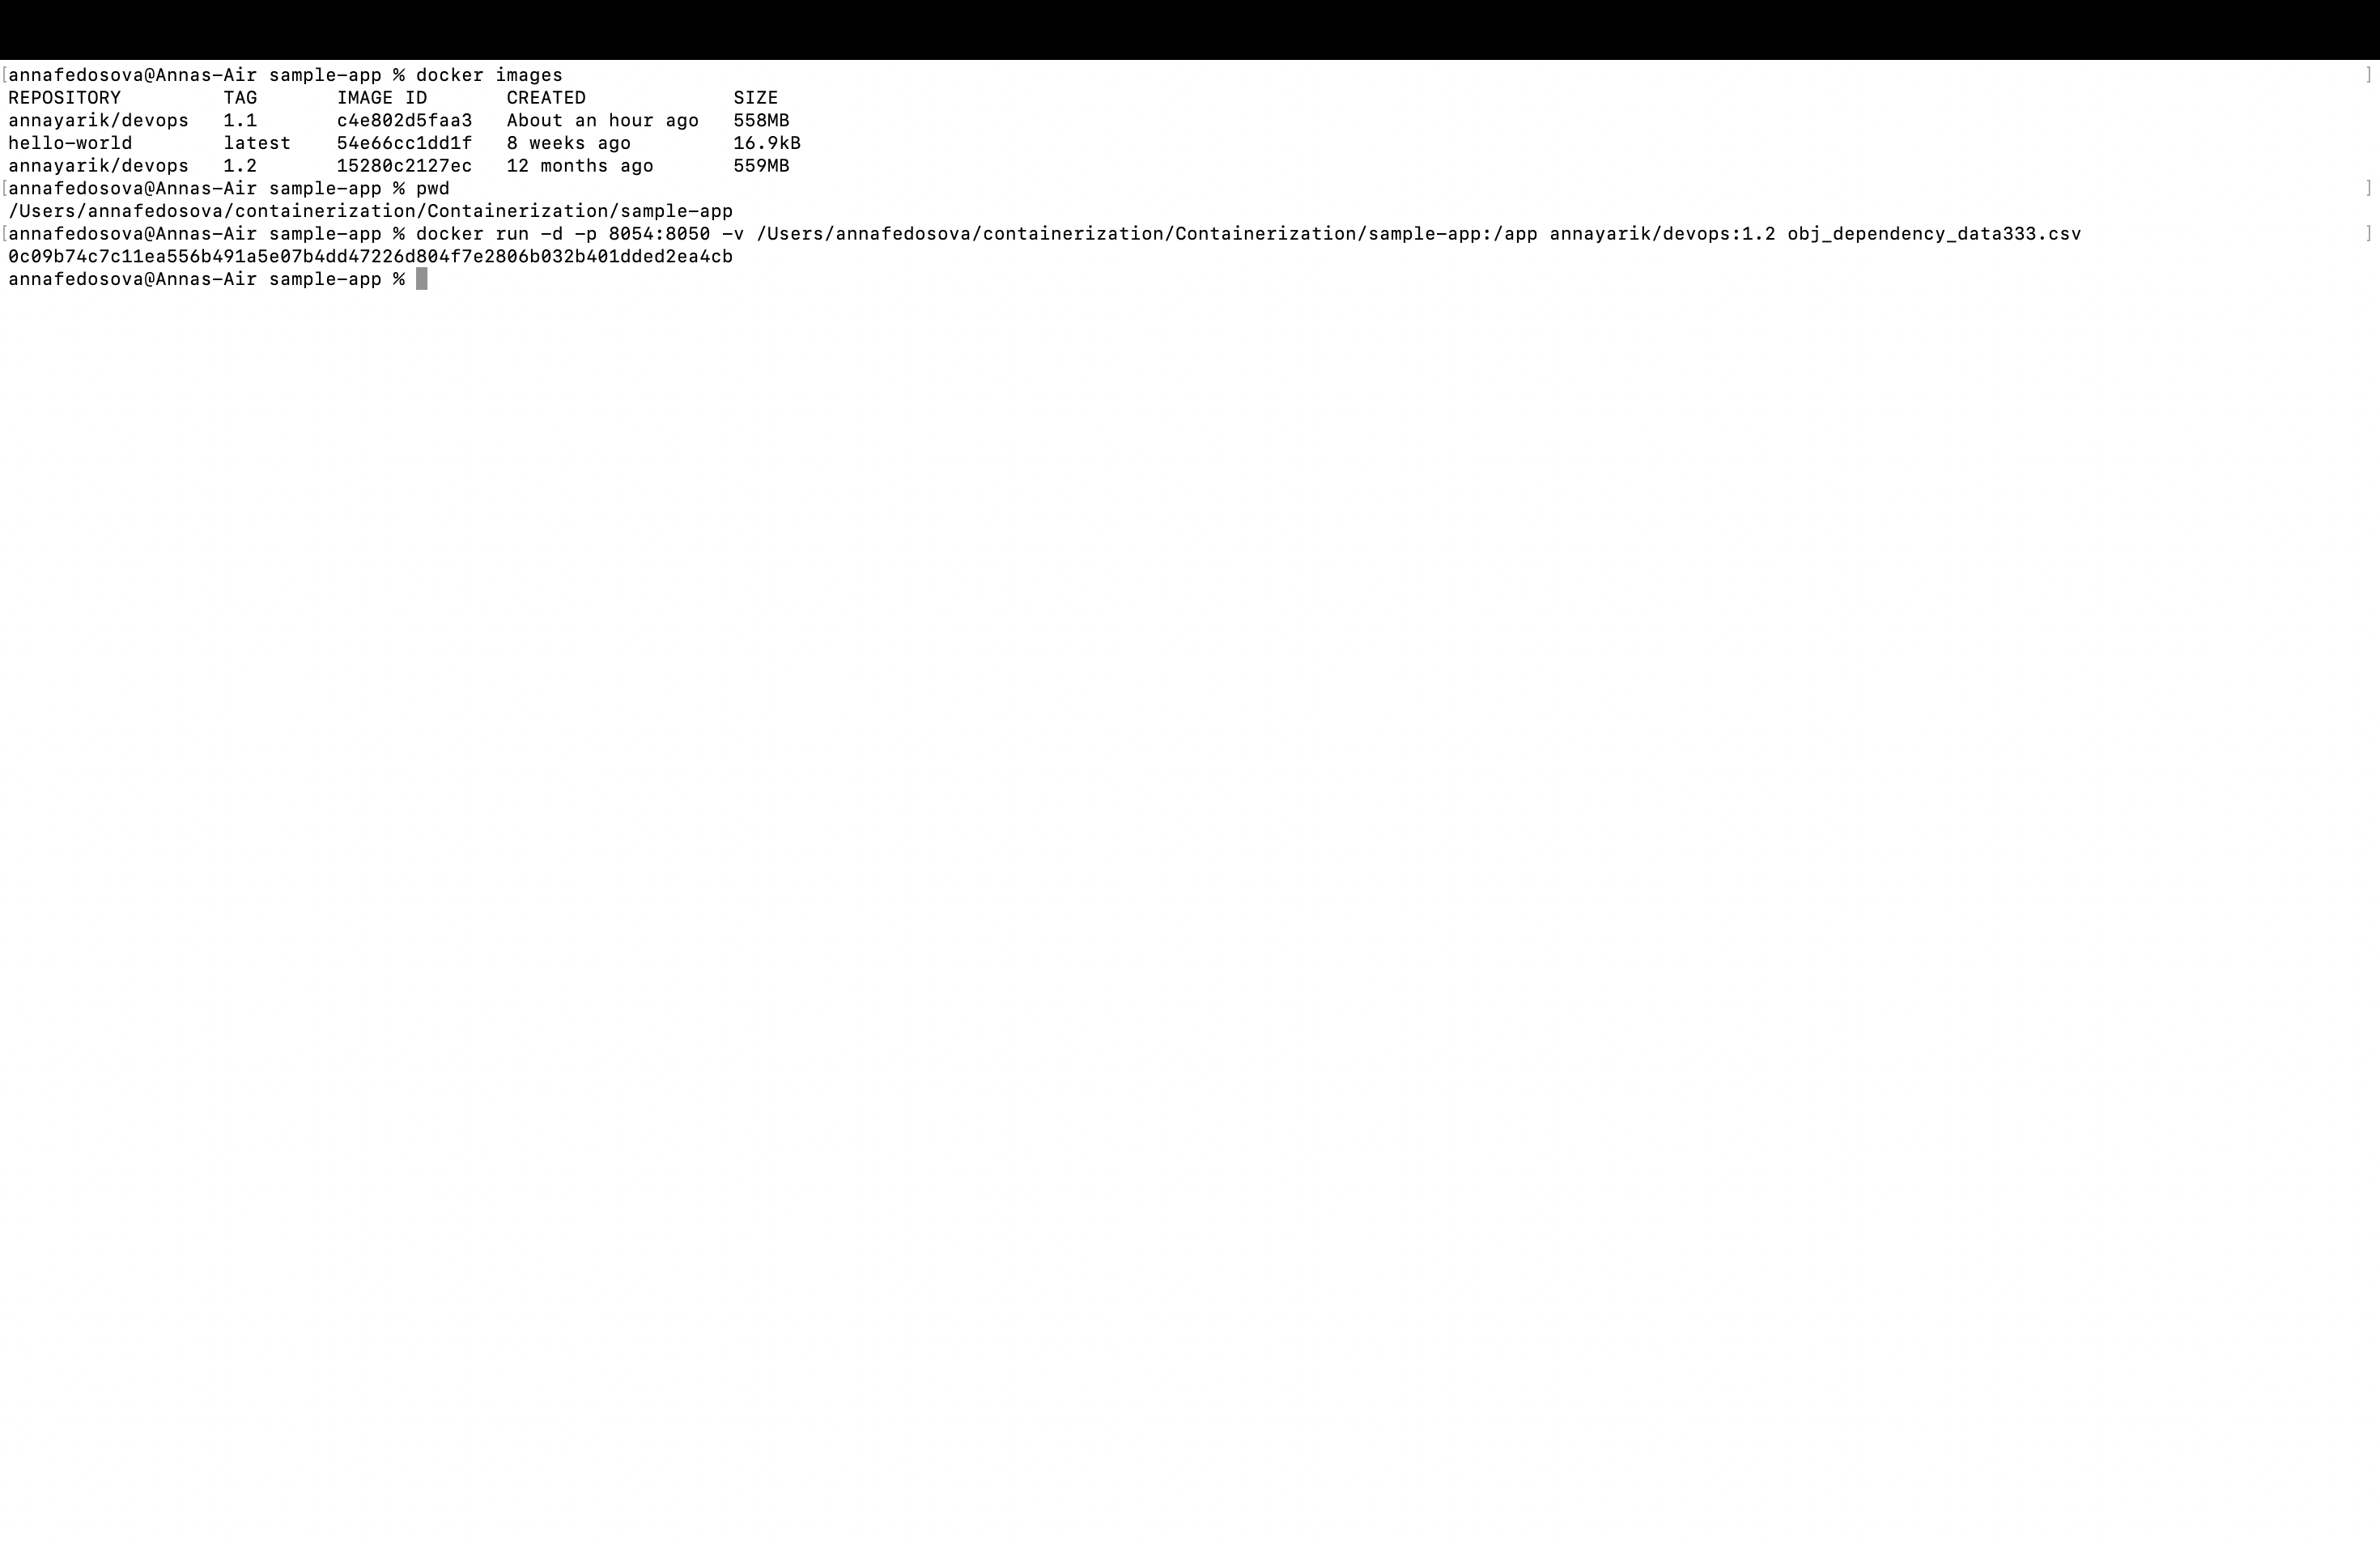 [annafedosova@Annas-Air sample-app % docker images ]
REPOSITORY TAG IMAGE ID CREATED SIZE
annayarik/devops 1.1 c4e802d5faa3 About an hour ago 558MB
hello-world latest 54e66cc1dd1f 8 weeks ago 16.9kB
annayarik/devops 1.2 15280c2127ec 12 months ago 559MB
[annafedosova@Annas-Air sample-app % pwd ]
/Users/annafedosova/containerization/Containerization/sample-app
[annafedosova@Annas-Air sample-app % docker run -d -p 8054:8050 -v /Users/annafedosova/containerization/Containerization/sample-app:/app annayarik/devops:1.2 obj_dependency_data333.csv ]
0c09b74c7c11ea556b491a5e07b4dd47226d804f7e2806b032b401dded2ea4cb
annafedosova@Annas-Air sample-app %